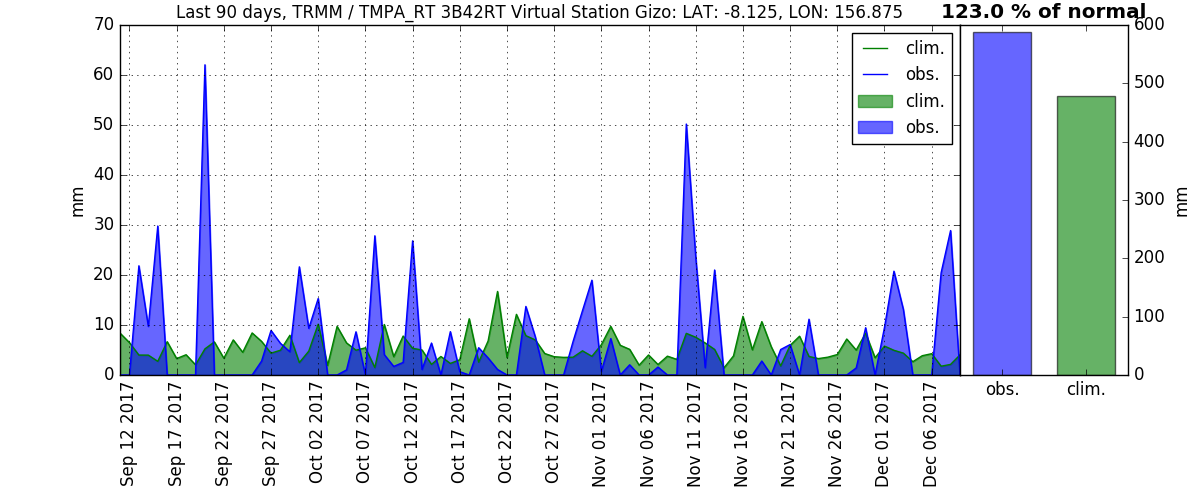 Last 90 days, TRMM / TMPA_RT 3B42RT Virtual Station Gizo: LAT: -8.125, LON: 156.875
123.0 % of normal
70
60
50
40
30
20
10
0
mm
clim.
obs.
clim.
obs.
Sep 12 2017
Sep 17 2017
Sep 22 2017
Sep 27 2017
Oct 02 2017
Oct 07 2017
Oct 12 2017
Oct 17 2017
Oct 22 2017
Oct 27 2017
Nov 01 2017
Nov 06 2017
Nov 11 2017
Nov 16 2017
Nov 21 2017
Nov 26 2017
Dec 01 2017
Dec 06 2017
600
500
400
300
200
100
0
mm
obs.
clim.